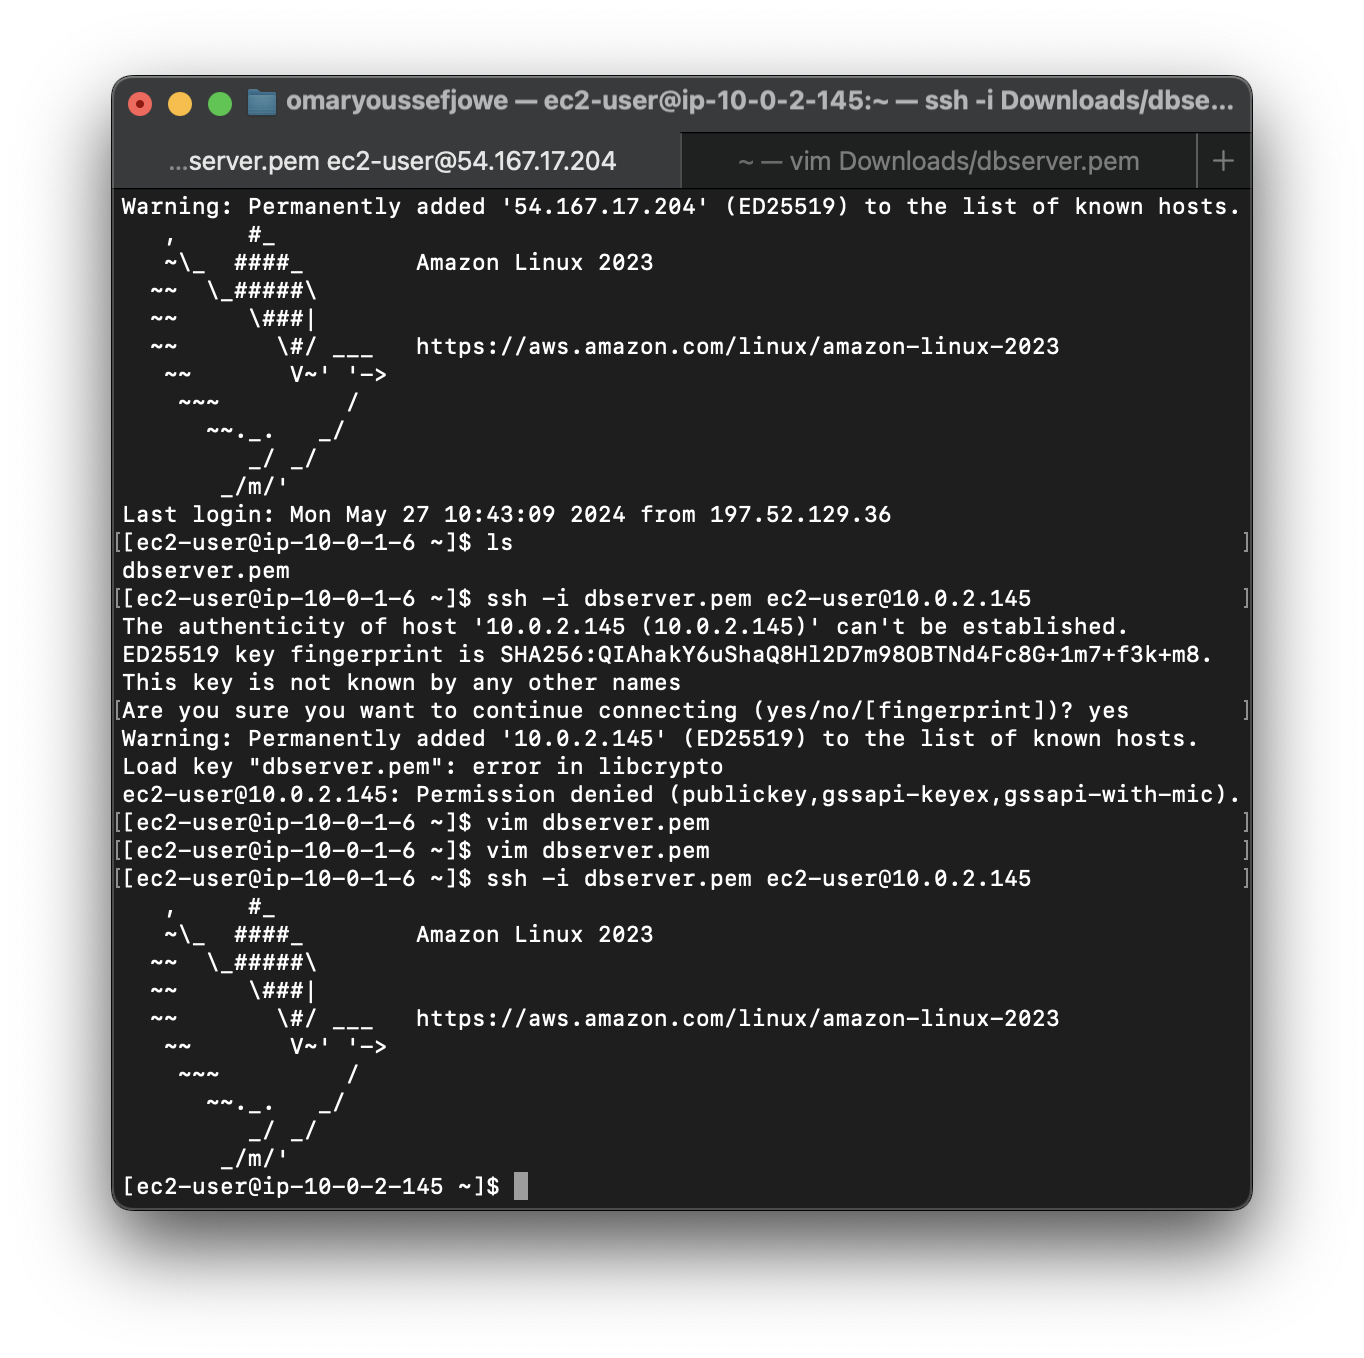 omaryoussefjowe — ec2-user@ip-10-0-2-145:~ — ssh -i Downloads/dbse...
...server.pem ec2-user@54.167.17.204
~ — vim Downloads/dbserver.pem
+
Warning: Permanently added '54.167.17.204' (ED25519) to the list of known hosts.
   ,     #_
   ~\_  ####_        Amazon Linux 2023
  ~~  \_#####\
  ~~     \###|
  ~~       \#/ ___   https://aws.amazon.com/linux/amazon-linux-2023
   ~~       V~' '->
    ~~~         /
      ~~._.   _/
         _/ _/
       _/m/'
Last login: Mon May 27 10:43:09 2024 from 197.52.129.36
[[ec2-user@ip-10-0-1-6 ~]$ ls ]
dbserver.pem
[[ec2-user@ip-10-0-1-6 ~]$ ssh -i dbserver.pem ec2-user@10.0.2.145 ]
The authenticity of host '10.0.2.145 (10.0.2.145)' can't be established.
ED25519 key fingerprint is SHA256:QIAhakY6uShaQ8Hl2D7m98OBTNd4Fc8G+1m7+f3k+m8.
This key is not known by any other names
[Are you sure you want to continue connecting (yes/no/[fingerprint])? yes ]
Warning: Permanently added '10.0.2.145' (ED25519) to the list of known hosts.
Load key "dbserver.pem": error in libcrypto
ec2-user@10.0.2.145: Permission denied (publickey,gssapi-keyex,gssapi-with-mic).
[[ec2-user@ip-10-0-1-6 ~]$ vim dbserver.pem ]
[[ec2-user@ip-10-0-1-6 ~]$ vim dbserver.pem ]
[[ec2-user@ip-10-0-1-6 ~]$ ssh -i dbserver.pem ec2-user@10.0.2.145 ]
   ,     #_
   ~\_  ####_        Amazon Linux 2023
  ~~  \_#####\
  ~~     \###|
  ~~       \#/ ___   https://aws.amazon.com/linux/amazon-linux-2023
   ~~       V~' '->
    ~~~         /
      ~~._.   _/
         _/ _/
       _/m/'
[ec2-user@ip-10-0-2-145 ~]$